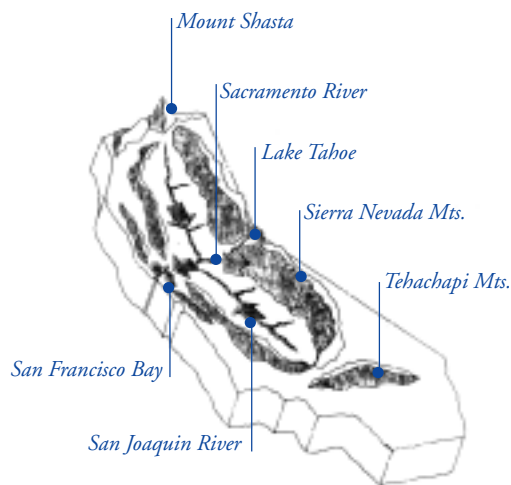 Mount Shasta
Sacramento River
Lake Tahoe
Sierra Nevada Mts.
Tehachapi Mts.
San Francisco Bay
San Joaquin River